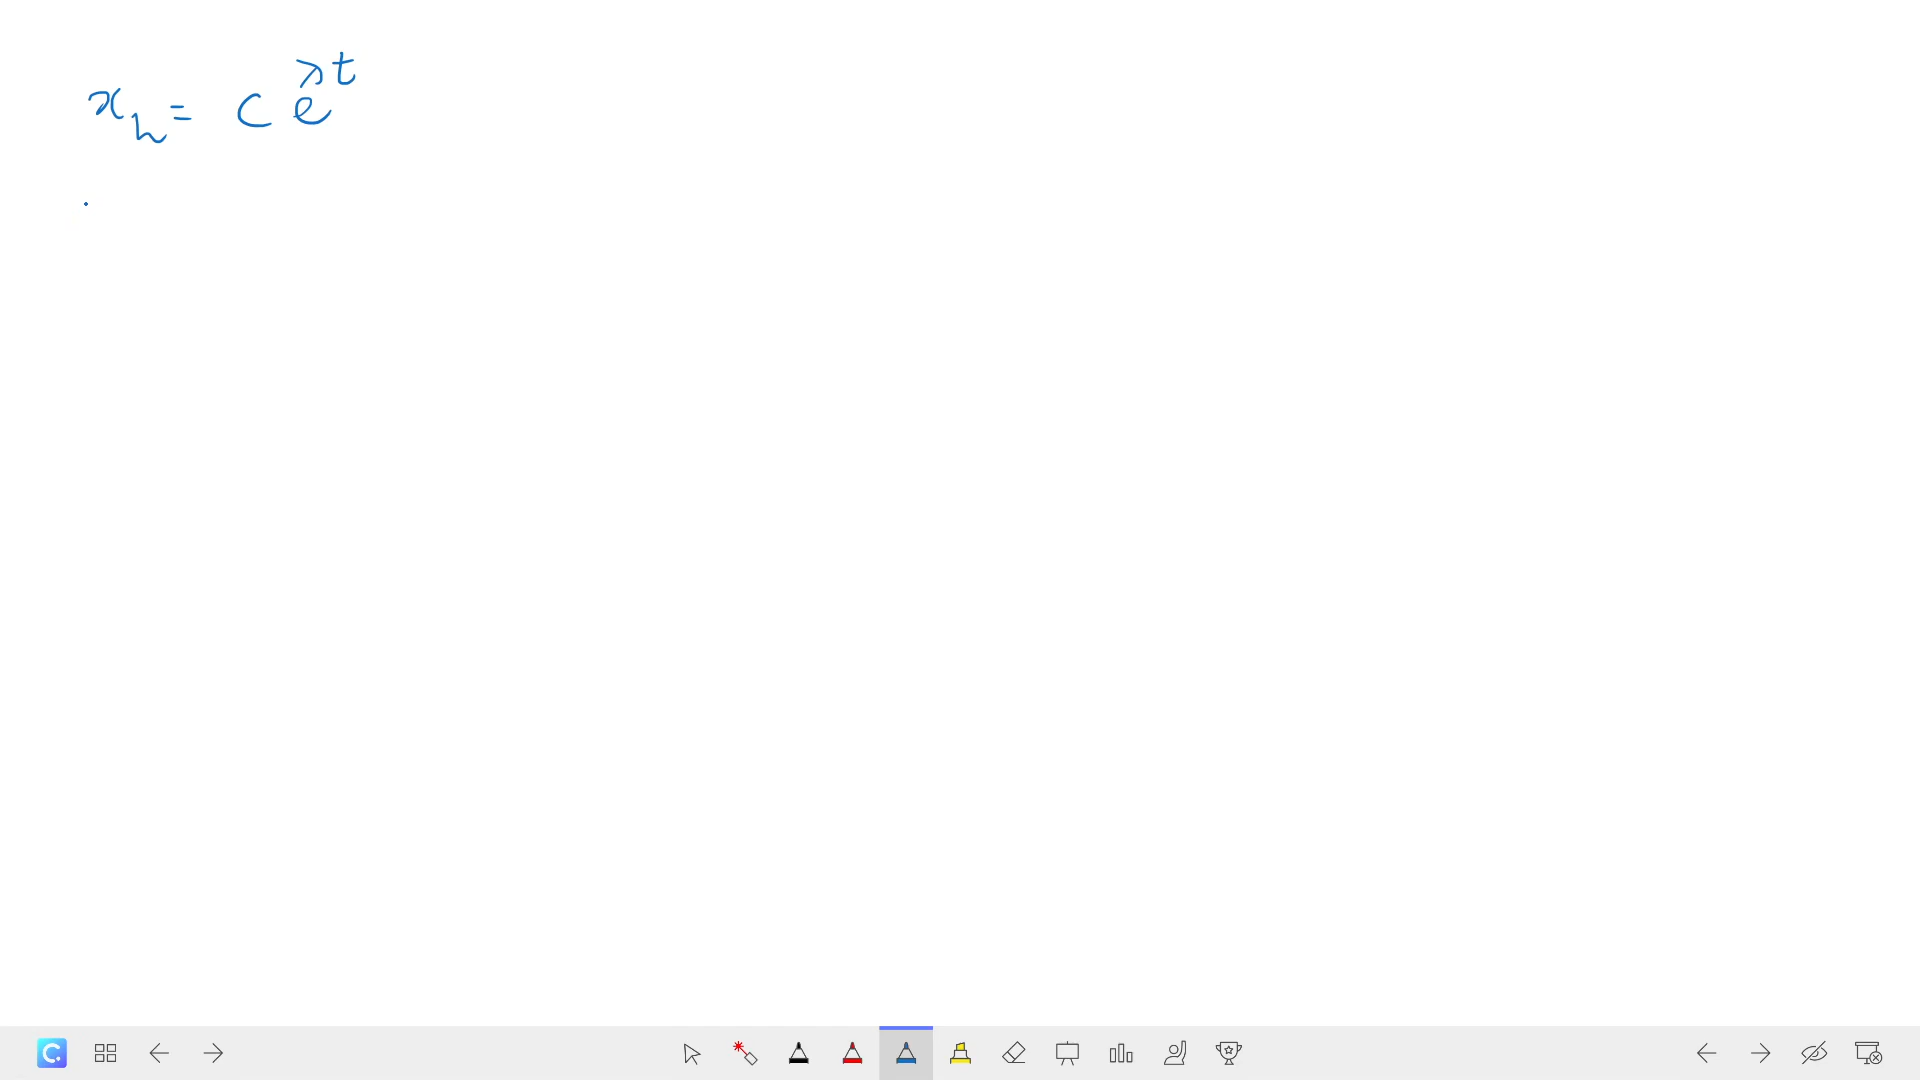 x_h = c e^{λt}